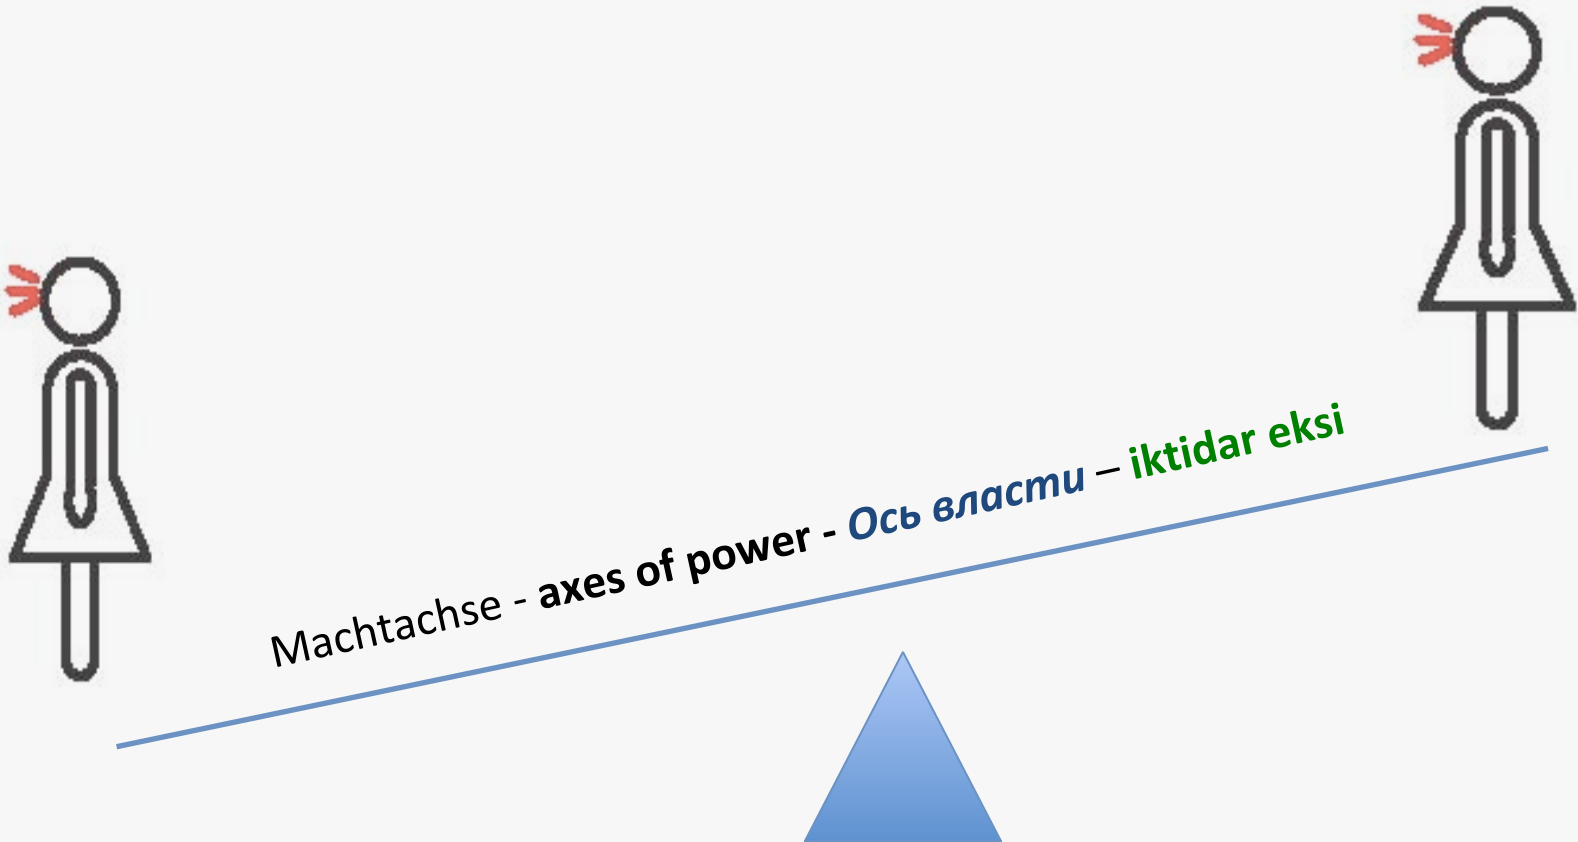 Machtachse - axes of power - Ось власти – iktidar eksi